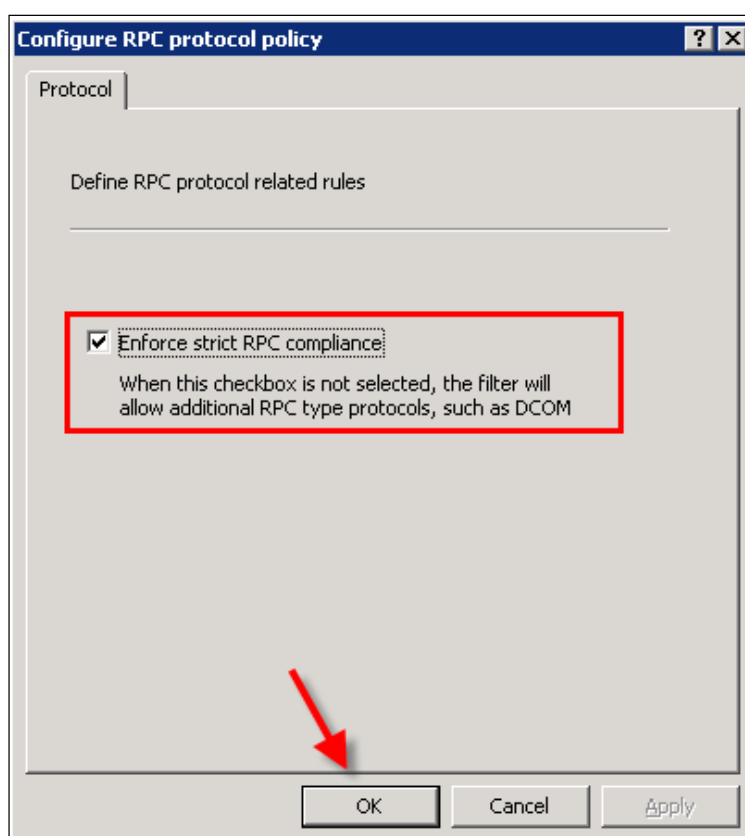 Configure RPC protocol policy
Protocol
Define RPC protocol related rules
Enforce strict RPC compliance
When this checkbox is not selected, the filter will
allow additional RPC type protocols, such as DCOM
OK Cancel Apply